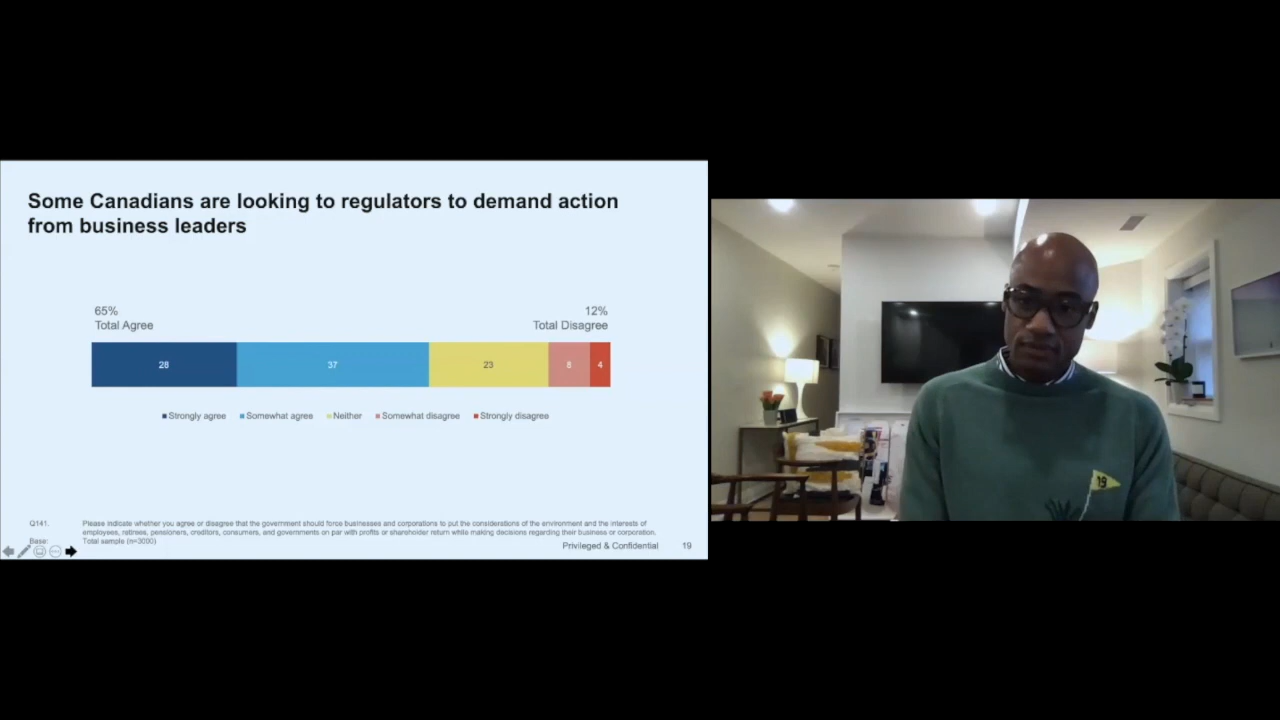 Some Canadians are looking to regulators to demand action
from business leaders
65%
Total Agree
12%
Total Disagree
28
37
23
8
4
Strongly agree
Somewhat agree
Neither
Somewhat disagree
Strongly disagree
Q141.
Please indicate whether you agree or disagree that the government should force businesses and corporations to put the considerations of the environment and the interests of
employees, retirees, pensioners, creditors, consumers, and governments on par with profits or shareholder return while making decisions regarding their business or corporation.
Base:
Total sample (n=3000)
Privileged & Confidential
19
19